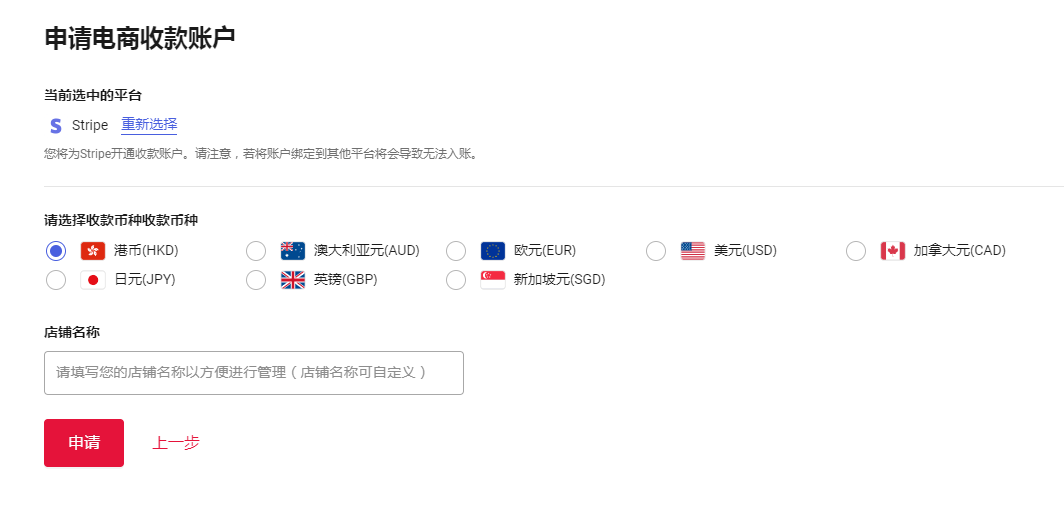 申请电商收款账户
当前选中的平台
Stripe 重新选择
您将为Stripe开通收款账户。请注意，若将账户绑定到其他平台将会导致无法入账。
请选择收款币种收款币种
港币(HKD) 澳大利亚元(AUD) 欧元(EUR) 美元(USD) 加拿大元(CAD)
日元(JPY) 英镑(GBP) 新加坡元(SGD)
店铺名称
请填写您的店铺名称以方便进行管理（店铺名称可自定义）
申请 上一步